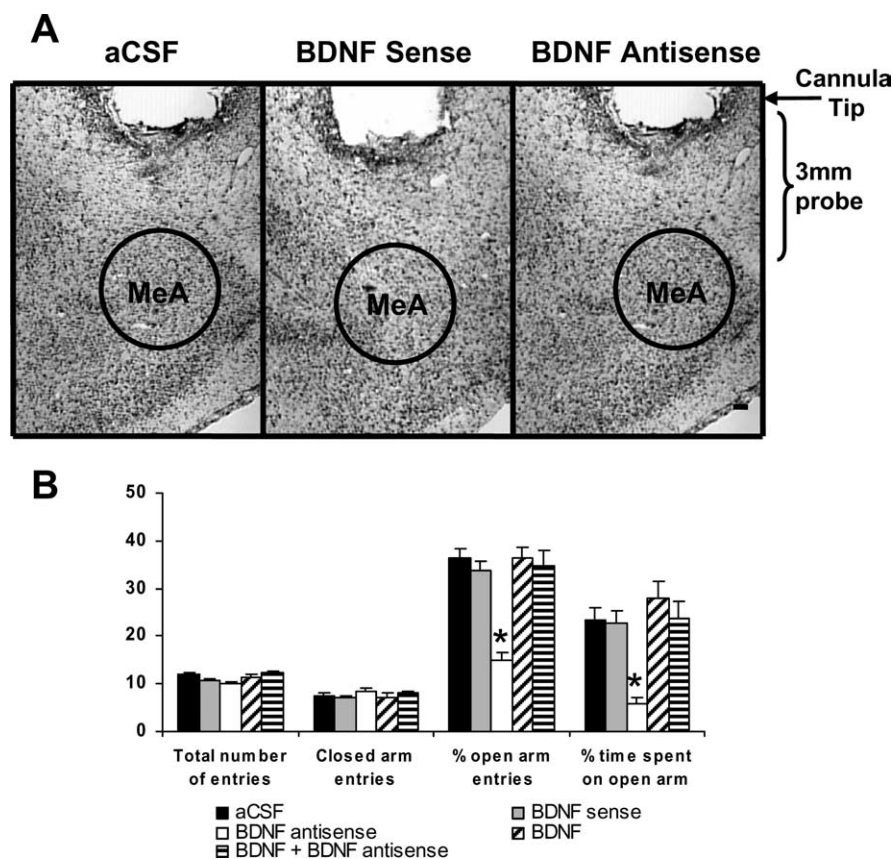 A
aCSF BDNF Sense BDNF Antisense
Cannula
Tip
3mm
probe
MeA MeA MeA
B
50
40
30
20
10
0
* *
Total number
of entries
Closed arm
entries
% open arm
entries
% time spent
on open arm
aCSF BDNF sense
BDNF antisense BDNF
BDNF + BDNF antisense